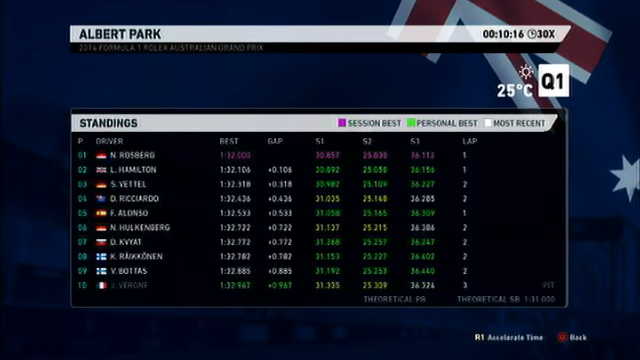 ALBERT PARK 00:10:16 30X
2014 FORMULA 1 ROLEX AUSTRALIAN GRAND PRIX
25°C Q1
STANDINGS SESSION BEST PERSONAL BEST MOST RECENT
P DRIVER BEST GAP S1 S2 S3 LAP
01 N. ROSBERG 1:32.000 30.857 25.030 36.112 1
02 L. HAMILTON 1:32.106 +0.106 30.892 25.058 36.156 1
03 S. VETTEL 1:32.318 +0.318 30.982 25.109 36.227 2
04 D. RICCIARDO 1:32.436 +0.436 31.025 25.140 36.285 2
05 F. ALONSO 1:32.533 +0.533 31.058 25.165 36.309 1
06 N. HULKENBERG 1:32.722 +0.722 31.137 25.215 36.386 2
07 D. KVYAT 1:32.772 +0.772 31.268 25.257 36.247 2
08 K. RÄIKKÖNEN 1:32.782 +0.782 31.153 25.227 36.402 2
09 V. BOTTAS 1:32.885 +0.885 31.192 25.253 36.440 2
10 J. VERGNE 1:32.967 +0.967 31.335 25.309 36.324 3 PIT
THEORETICAL PB THEORETICAL SB 1:31.000
R1 Accelerate Time Back